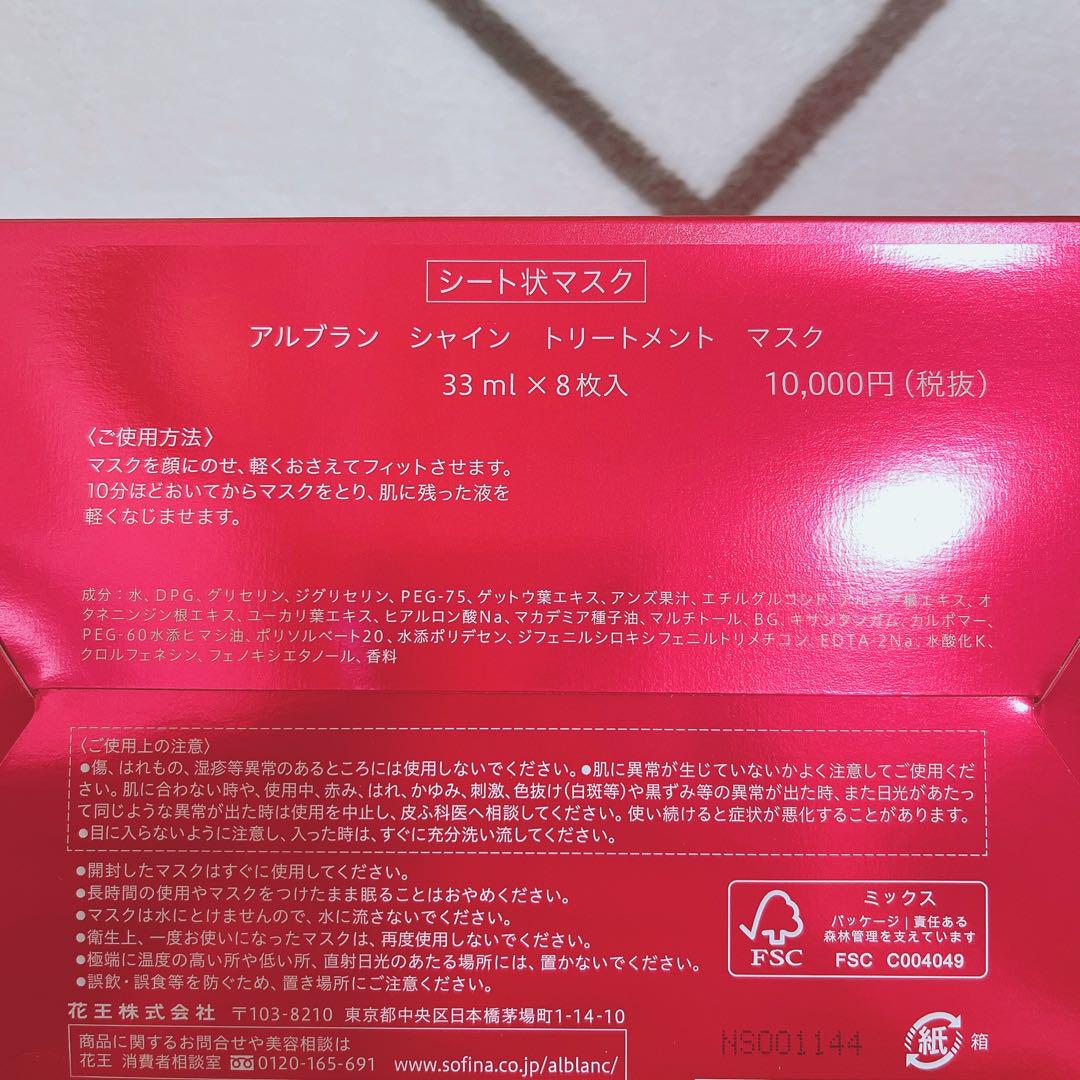 シート状マスク
アルブラン シャイン トリートメント マスク
33 ml × 8枚入 10,000円(税抜)
〈ご使用方法〉
マスクを顔にのせ、軽くおさえてフィットさせます。
10分ほどおいてからマスクをとり、肌に残った液を
軽くなじませます。
成分:水、DPG、グリセリン、ジグリセリン、PEG-75、ゲットウ葉エキス、アンズ果汁、エチルグルコシド、根エキス、オ
タネニンジン根エキス、ユーカリ葉エキス、ヒアルロン酸Na、マカデミア種子油、マルチトール、BG、キサンタンガム、カルボマー、
PEG-60水添ヒマシ油、ポリソルベート20、水添ポリデセン、ジフェニルシロキシフェニルトリメチコン、EDTA-2Na、水酸化K、
クロルフェネシン、フェノキシエタノール、香料
〈ご使用上の注意〉
●傷、はれもの、湿疹等異常のあるところには使用しないでください。●肌に異常が生じていないかよく注意してご使用くだ
さい。肌に合わない時や、使用中、赤み、はれ、かゆみ、刺激、色抜け(白斑等)や黒ずみ等の異常が出た時、また日光があたっ
て同じような異常が出た時は使用を中止し、皮ふ科医へ相談してください。使い続けると症状が悪化することがあります。
●目に入らないように注意し、入った時は、すぐに充分洗い流してください。
●開封したマスクはすぐに使用してください。
●長時間の使用やマスクをつけたまま眠ることはおやめください。
●マスクは水にとけませんので、水に流さないでください。
●衛生上、一度お使いになったマスクは、再度使用しないでください。
●極端に温度の高い所や低い所、直射日光のあたる場所には、置かないでください。
●誤飲・誤食等を防ぐため、置き場所にご注意ください。
花王株式会社 〒103-8210 東京都中央区日本橋茅場町1-14-10
商品に関するお問合せや美容相談は
花王 消費者相談室 0120-165-691 www.sofina.co.jp/alblanc/
FSC
ミックス
パッケージ|責任ある
森林管理を支えています
FSC C004049
NS001144
紙 箱